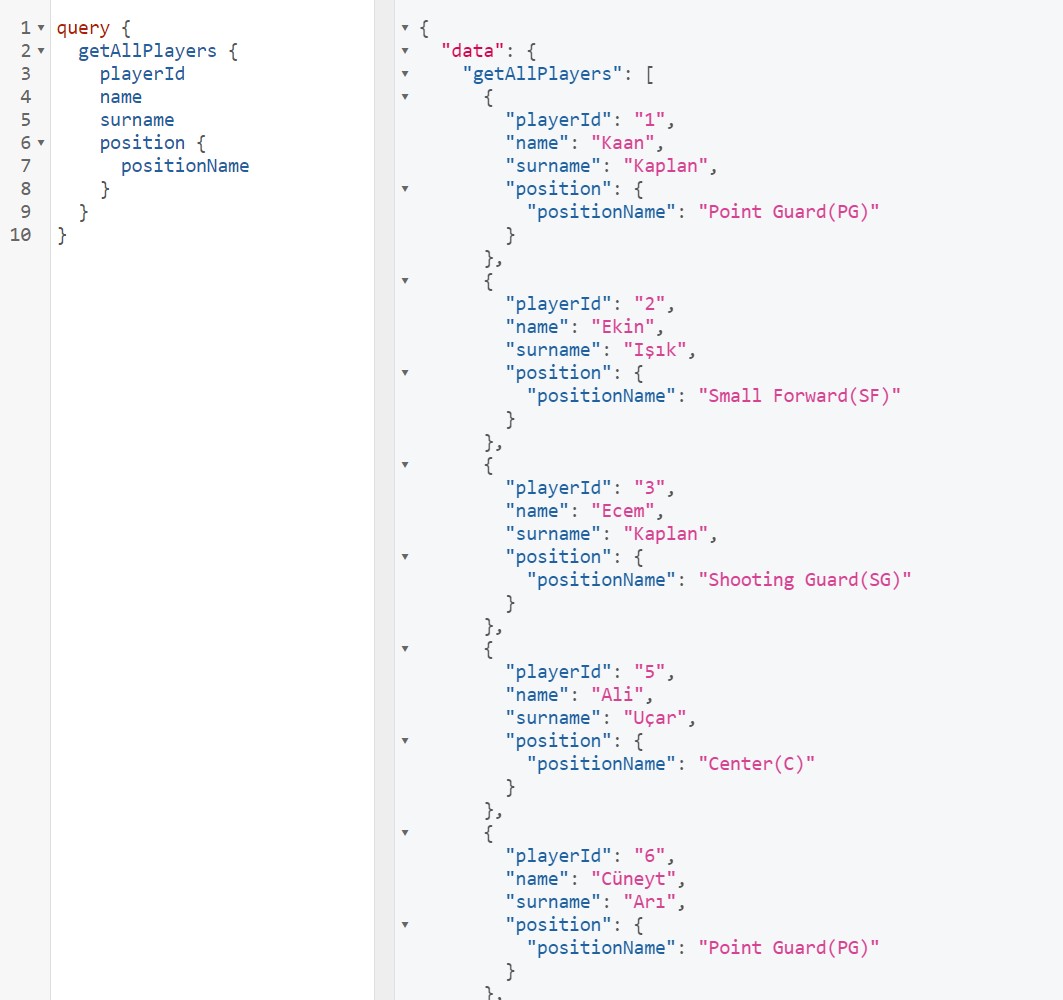 1 query {
2 getAllPlayers {
3 playerId
4 name
5 surname
6 position {
7 positionName
8 }
9 }
10 }
{
"data": {
"getAllPlayers": [
{
"playerId": "1",
"name": "Kaan",
"surname": "Kaplan",
"position": {
"positionName": "Point Guard(PG)"
}
},
{
"playerId": "2",
"name": "Ekin",
"surname": "Işık",
"position": {
"positionName": "Small Forward(SF)"
}
},
{
"playerId": "3",
"name": "Ecem",
"surname": "Kaplan",
"position": {
"positionName": "Shooting Guard(SG)"
}
},
{
"playerId": "5",
"name": "Ali",
"surname": "Uçar",
"position": {
"positionName": "Center(C)"
}
},
{
"playerId": "6",
"name": "Cüneyt",
"surname": "Arı",
"position": {
"positionName": "Point Guard(PG)"
}
},